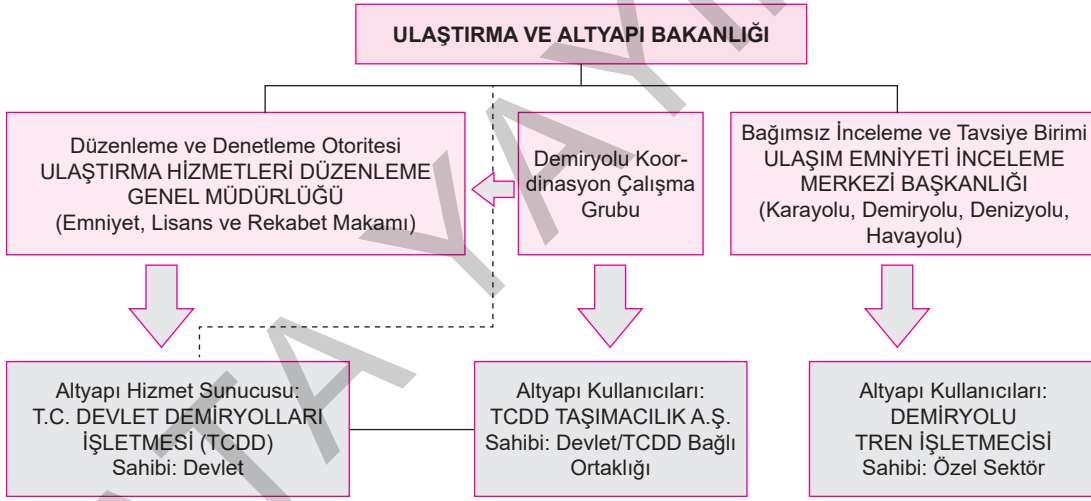 ULAŞTIRMA VE ALTYAPI BAKANLIĞI
Düzenleme ve Denetleme Otoritesi
ULAŞTIRMA HİZMETLERİ DÜZENLEME
GENEL MÜDÜRLÜĞÜ
(Emniyet, Lisans ve Rekabet Makamı)
Demiryolu Koor-
dinasyon Çalışma
Grubu
Bağımsız İnceleme ve Tavsiye Birimi
ULAŞIM EMNİYETİ İNCELEME
MERKEZİ BAŞKANLIĞI
(Karayolu, Demiryolu, Denizyolu,
Havayolu)
Altyapı Hizmet Sunucusu:
T.C. DEVLET DEMİRYOLLARI
İŞLETMESİ (TCDD)
Sahibi: Devlet
Altyapı Kullanıcıları:
TCDD TAŞIMACILIK A.Ş.
Sahibi: Devlet/TCDD Bağlı
Ortaklığı
Altyapı Kullanıcıları:
DEMİRYOLU
TREN İŞLETMECİSİ
Sahibi: Özel Sektör